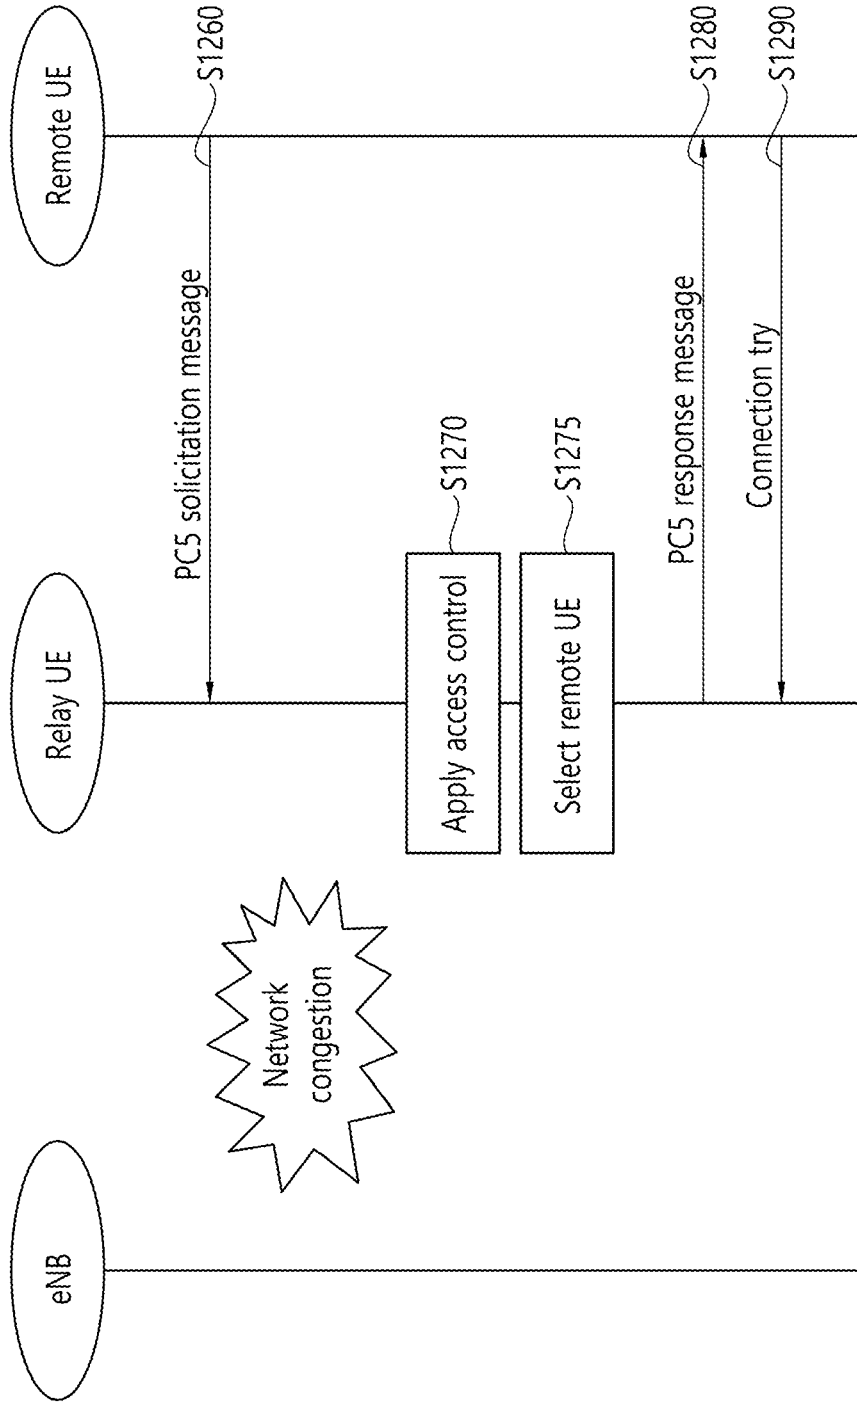 eNB
Relay UE
Remote UE
PC5 solicitation message
S1260
Network
congestion
Apply access control
S1270
Select remote UE
S1275
PC5 response message
S1280
Connection try
S1290